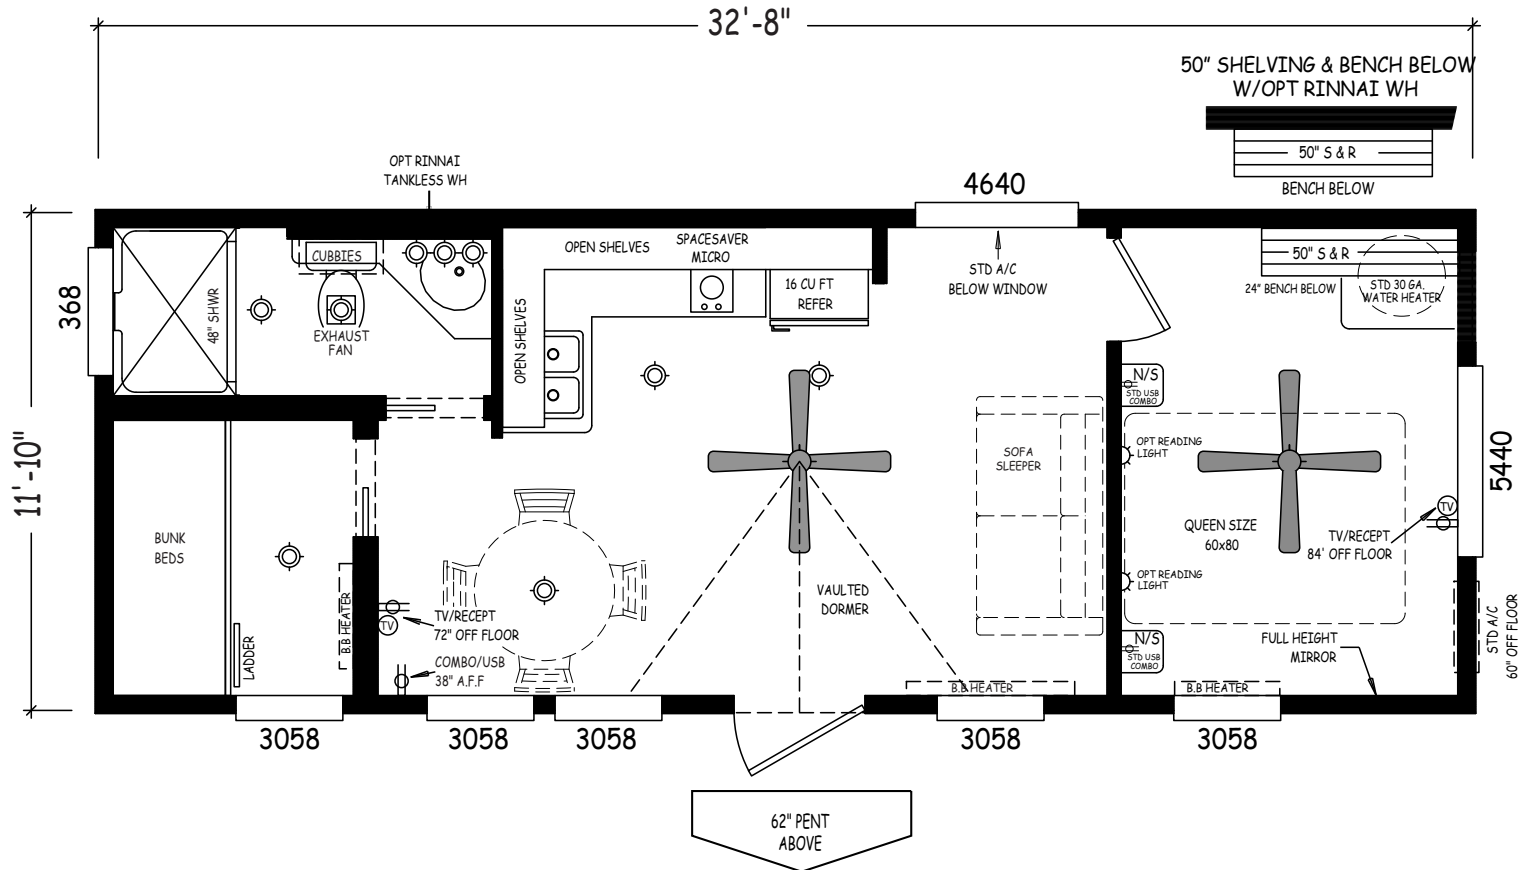 32'-8"
50" SHELVING & BENCH BELOW
W/OPT RINNAI WH
50" S & R
BENCH BELOW
OPT RINNAI
TANKLESS WH
4640
368
11'-10"
48" SHWR
CUBBIES
EXHAUST
FAN
OPEN SHELVES
SPACESAVER
MICRO
OPEN SHELVES
16 CU FT
REFER
STD A/C
BELOW WINDOW
50" S & R
24" BENCH BELOW
STD 30 GA.
WATER HEATER
N/S
STD USB
COMBO
OPT READING
LIGHT
SOFA
SLEEPER
QUEEN SIZE
60x80
5440
TV
TV/RECEPT
84' OFF FLOOR
BUNK
BEDS
LADDER
B.B HEATER
TV
TV/RECEPT
72" OFF FLOOR
COMBO/USB
38" A.F.F
VAULTED
DORMER
OPT READING
LIGHT
N/S
STD USB
COMBO
FULL HEIGHT
MIRROR
STD A/C
60" OFF FLOOR
B.B HEATER
B.B HEATER
3058
3058
3058
3058
3058
62" PENT
ABOVE